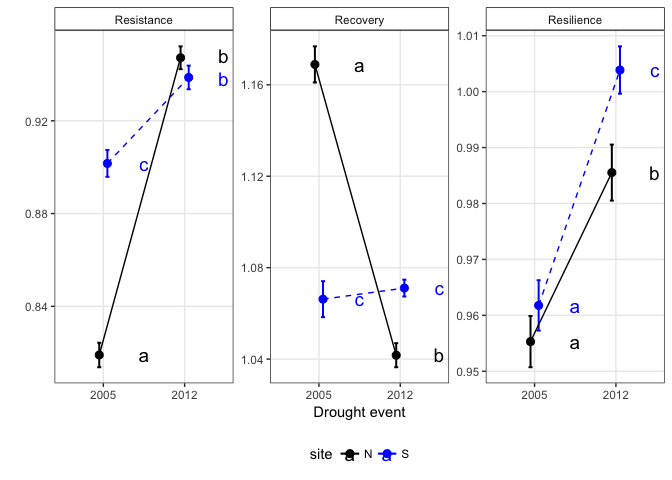 Resistance Recovery Resilience
1.01
b
1.16 a c
b
0.92 1.00
0.99
c 1.12
b
0.98
0.88
1.08 0.97
c c a
0.84 0.96
a 1.04 b a
0.95
2005 2012 2005 2012 2005 2012
Drought event
site a N a S